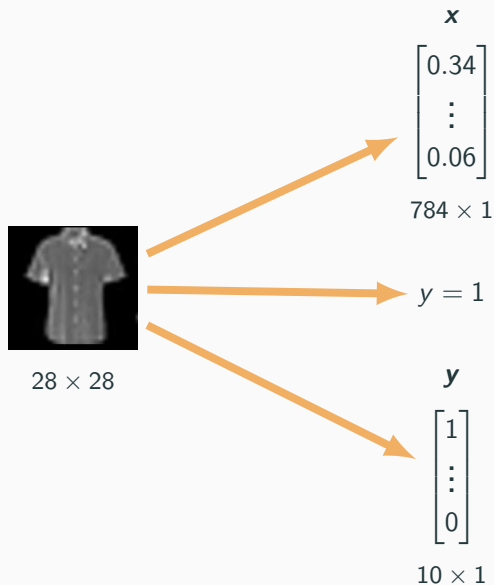 x
[0.34
⋮
0.06]
784 × 1
y = 1
28 × 28
y
[1
⋮
0]
10 × 1